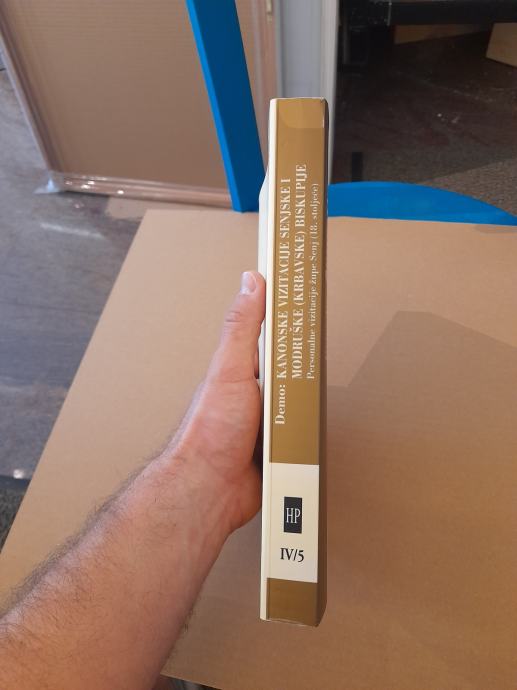 Demo: KANONSKE VIZITACIJE SENJSKE I
MODRUŠKE (KRBAVSKE) BISKUPIJE
Personalne vizitacije župe Senj (18. stoljeće)
HP
IV/5